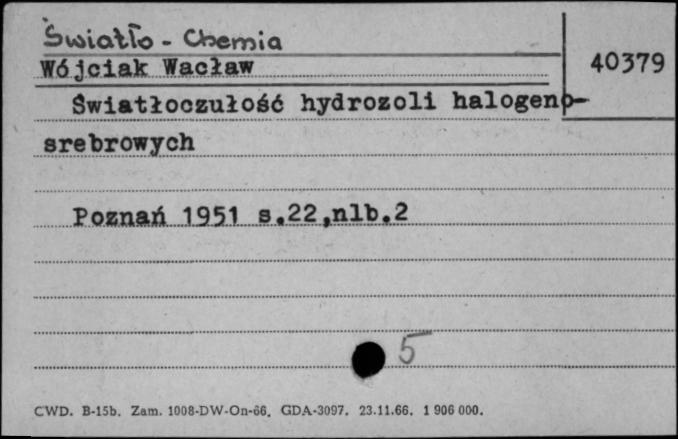 Światło - Chemia
Wójciak Wacław
40379
Światłoczułość hydrozoli halogeno-
srebrowych
Poznań 1951 s.22,nlb.2
5
CWD. B-15b. Zam. 1008-DW-On-66. GDA-3097. 23.11.66. 1 906 000.